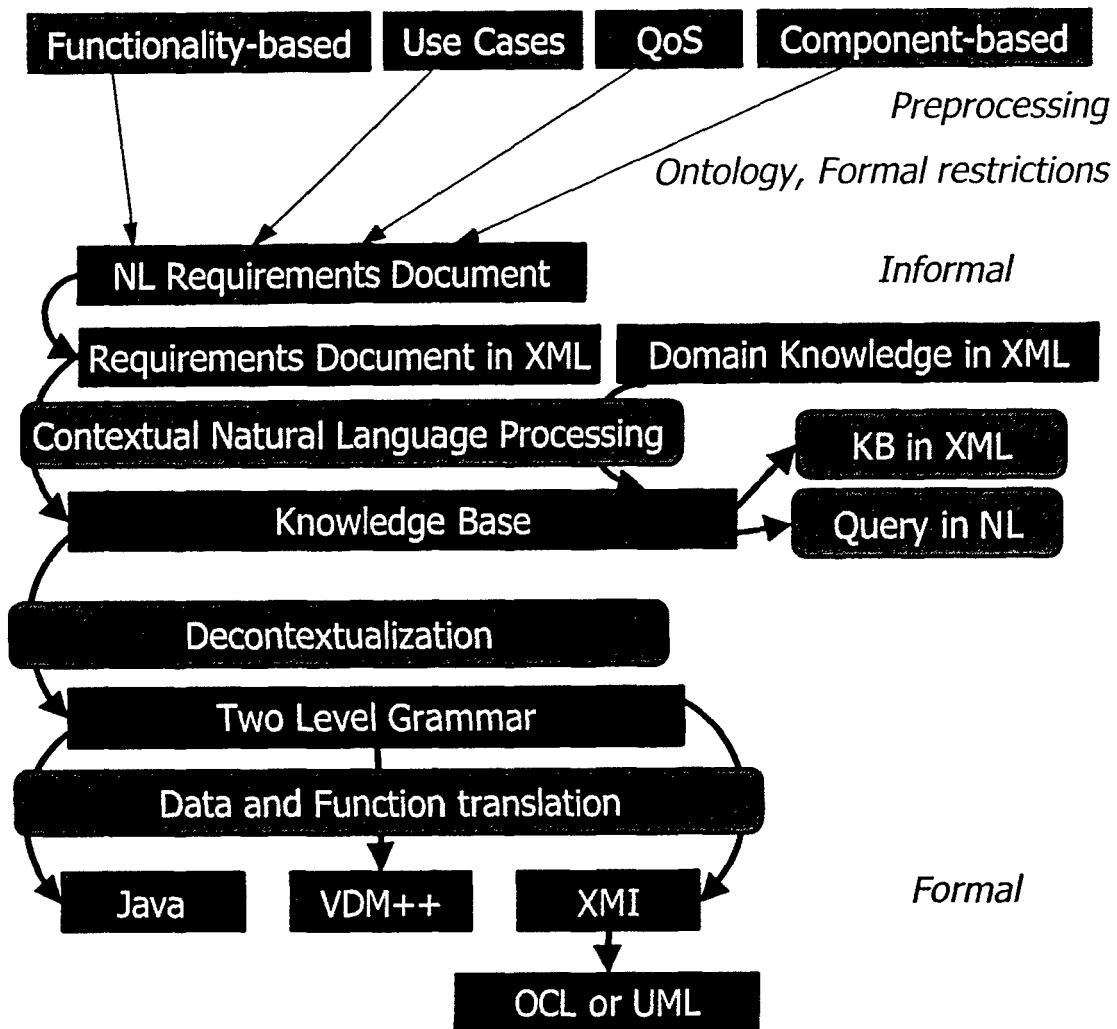 Functionality-based
Use Cases
QoS
Component-based
Preprocessing
Ontology, Formal restrictions
NL Requirements Document
Informal
Requirements Document in XML
Domain Knowledge in XML
Contextual Natural Language Processing
KB in XML
Knowledge Base
Query in NL
Decontextualization
Two Level Grammar
Data and Function translation
Java
VDM++
XMI
Formal
OCL or UML